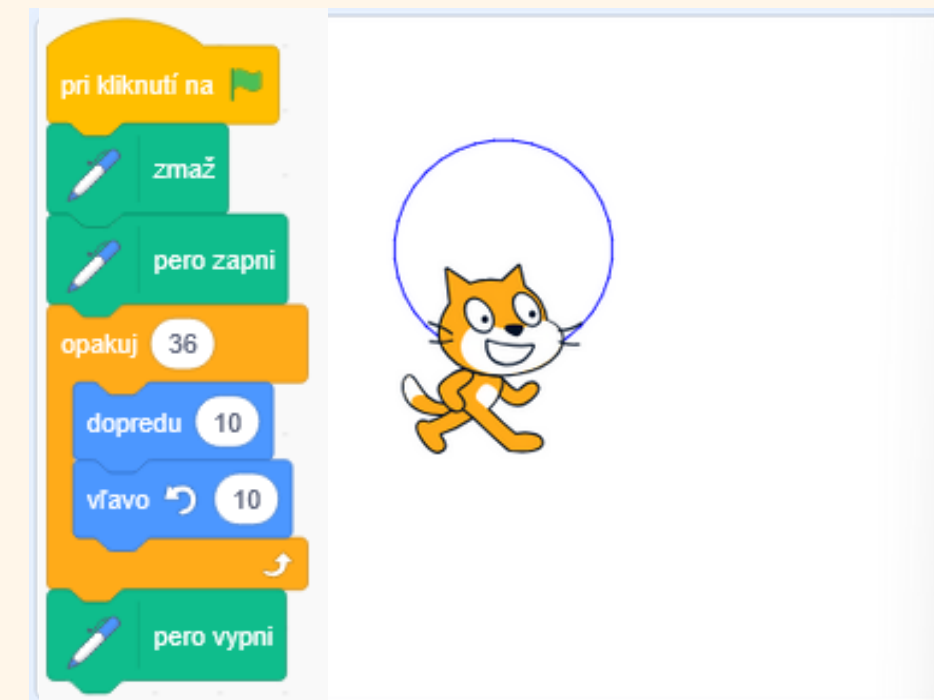 pri kliknutí na
zmaž
pero zapni
opakuj 36
dopredu 10
vľavo 10
pero vypni